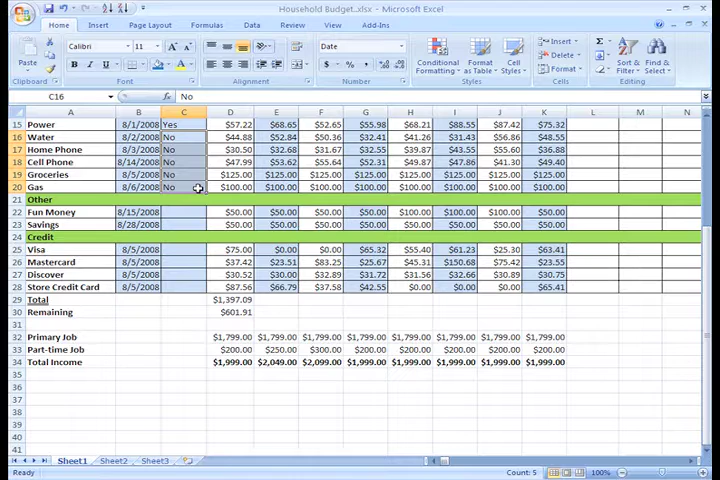 Household Budget.xlsx - Microsoft Excel
Home Insert Page Layout Formulas Data Review View Add-Ins
Calibri 11 Date Insert
Paste B I U $ % , Conditional Formatting Format as Table Cell Styles Delete Sort & Filter Find & Select
Format
Clipboard Font Alignment Number Styles Cells Editing
C16 No
A B C D E F G H I J K L M N
15 Power 8/1/2008 Yes $57.22 $68.65 $52.65 $55.98 $68.21 $88.55 $87.42 $75.32
16 Water 8/2/2008 No $44.88 $52.84 $30.36 $32.41 $41.26 $31.43 $36.28 $48.55
17 Home Phone 8/3/2008 No $30.50 $32.68 $31.67 $32.55 $39.87 $43.55 $55.60 $36.88
18 Cell Phone 8/14/2008 No $47.99 $53.62 $55.64 $52.31 $49.87 $47.86 $41.30 $49.40
19 Groceries 8/5/2008 No $125.00 $125.00 $125.00 $125.00 $125.00 $125.00 $125.00 $125.00
20 Gas 8/6/2008 No $100.00 $100.00 $100.00 $100.00 $100.00 $100.00 $100.00 $100.00
21 Other
22 Fun Money 8/15/2008 $50.00 $50.00 $50.00 $50.00 $100.00 $100.00 $50.00 $50.00
23 Savings 8/28/2008 $50.00 $50.00 $50.00 $50.00 $50.00 $50.00 $50.00 $50.00
24 Credit
25 Visa 8/5/2008 $75.00 $0.00 $0.00 $65.32 $55.40 $61.23 $25.30 $63.41
26 Mastercard 8/5/2008 $37.42 $23.51 $83.25 $25.67 $45.31 $150.68 $75.42 $23.51
27 Discover 8/5/2008 $30.52 $30.00 $32.89 $31.72 $31.56 $32.66 $30.89 $30.75
28 Store Credit Card 8/5/2008 $87.56 $66.79 $37.58 $42.55 $0.00 $0.00 $0.00 $65.41
29 Total $1,397.09
30 Remaining $601.91
31
32 Primary Job $1,799.00 $1,799.00 $1,799.00 $1,799.00 $1,799.00 $1,799.00 $1,799.00 $1,799.00
33 Part-time Job $200.00 $250.00 $300.00 $200.00 $200.00 $200.00 $200.00 $200.00
34 Total Income $1,999.00 $2,049.00 $2,099.00 $1,999.00 $1,999.00 $1,999.00 $1,999.00 $1,999.00
35
36
37
38
39
40
41
Sheet1 Sheet2 Sheet3
Ready Count: 5 100%